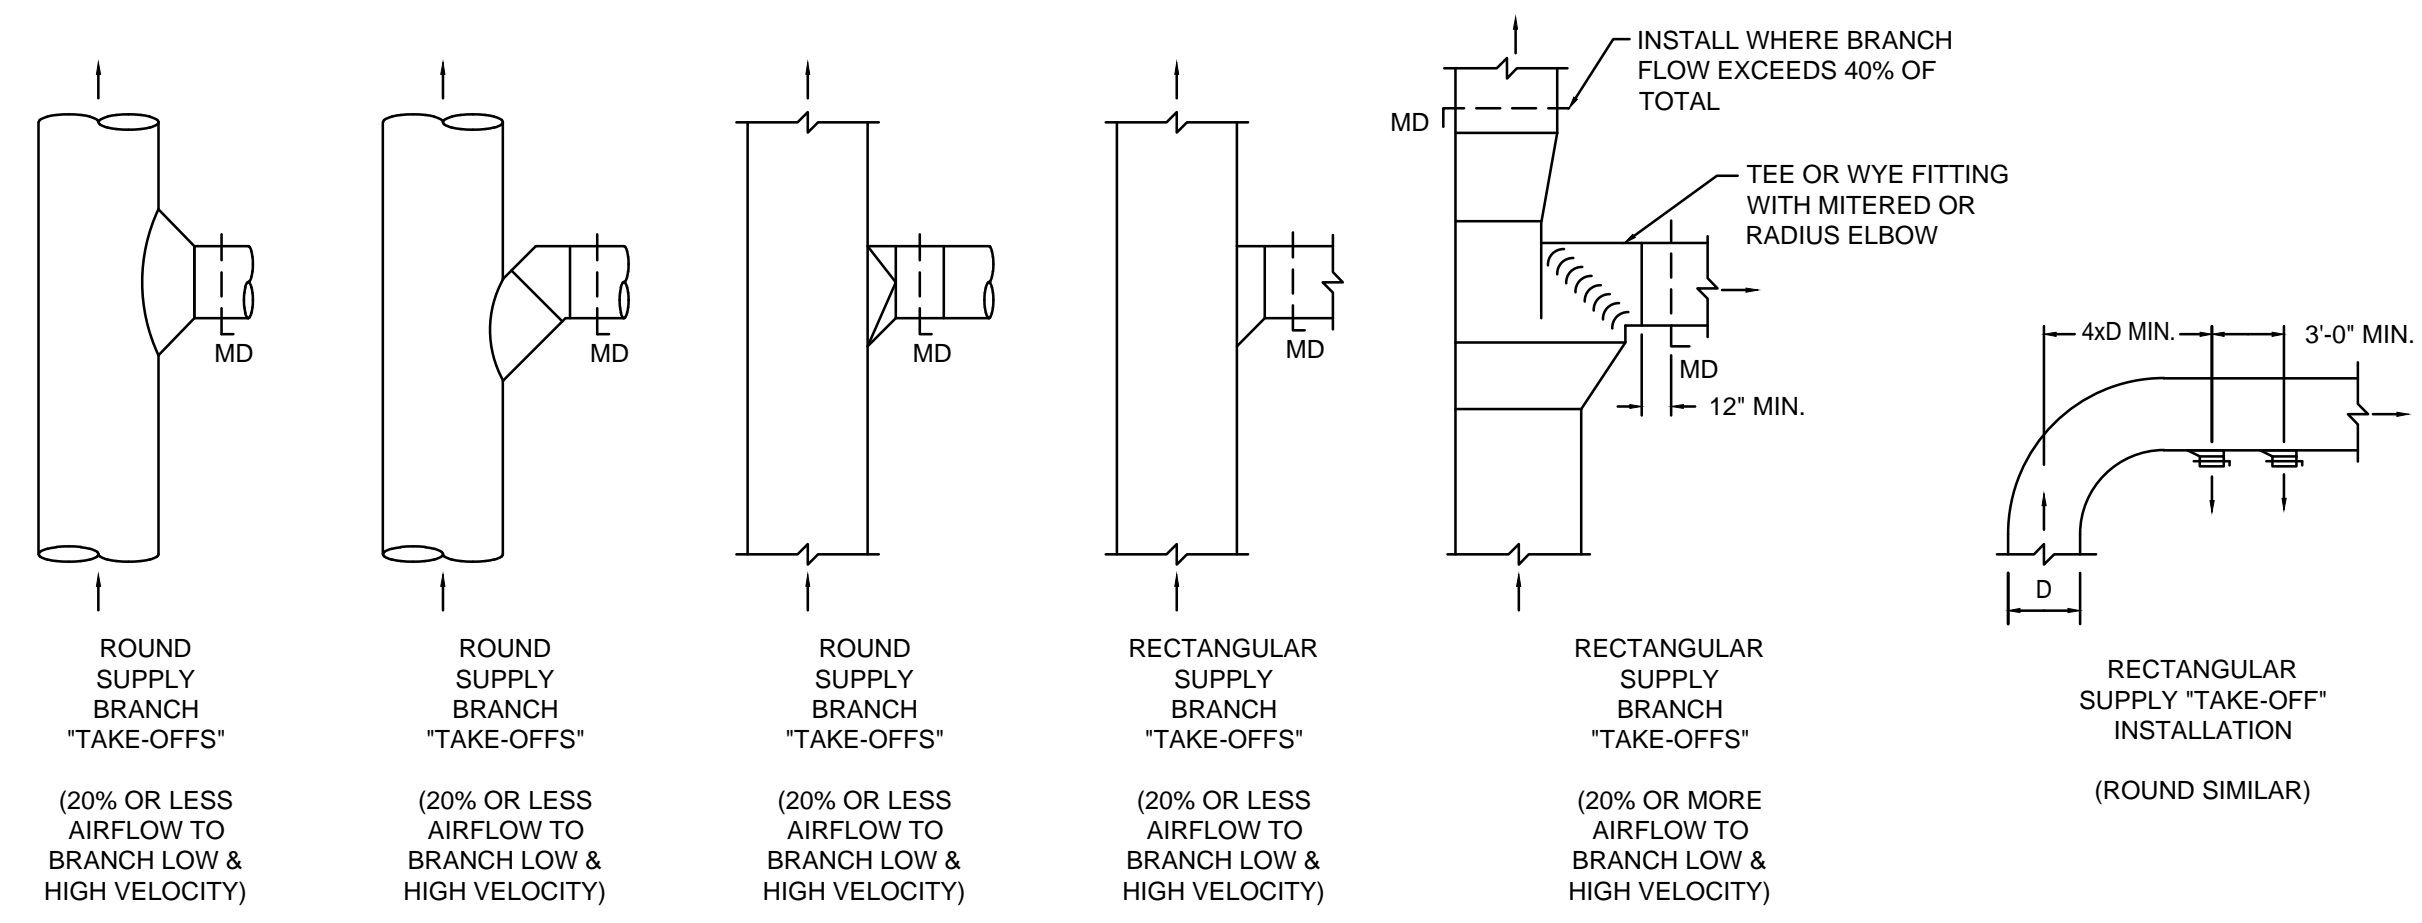 INSTALL WHERE BRANCH
FLOW EXCEEDS 40% OF
TOTAL
MD
TEE OR WYE FITTING
WITH MITERED OR
RADIUS ELBOW
MD
MD
MD
MD
MD
12" MIN.
4xD MIN.
3'-0" MIN.
D
ROUND
SUPPLY
BRANCH
"TAKE-OFFS"
(20% OR LESS
AIRFLOW TO
BRANCH LOW &
HIGH VELOCITY)
ROUND
SUPPLY
BRANCH
"TAKE-OFFS"
(20% OR LESS
AIRFLOW TO
BRANCH LOW &
HIGH VELOCITY)
ROUND
SUPPLY
BRANCH
"TAKE-OFFS"
(20% OR LESS
AIRFLOW TO
BRANCH LOW &
HIGH VELOCITY)
RECTANGULAR
SUPPLY
BRANCH
"TAKE-OFFS"
(20% OR LESS
AIRFLOW TO
BRANCH LOW &
HIGH VELOCITY)
RECTANGULAR
SUPPLY
BRANCH
"TAKE-OFFS"
(20% OR MORE
AIRFLOW TO
BRANCH LOW &
HIGH VELOCITY)
RECTANGULAR
SUPPLY "TAKE-OFF"
INSTALLATION
(ROUND SIMILAR)